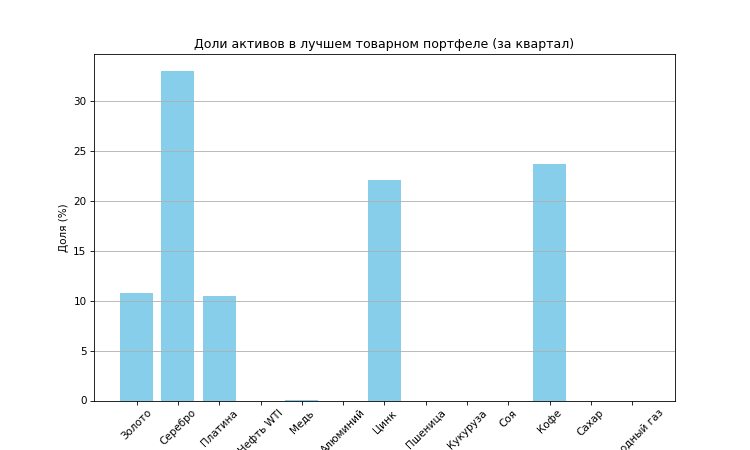 Доли активов в лучшем товарном портфеле (за квартал)
Доля (%)
30
25
20
15
10
5
0
Золото
Серебро
Платина
Нефть WTI
Медь
Алюминий
Цинк
Пшеница
Кукуруза
Соя
Кофе
Сахар
газ